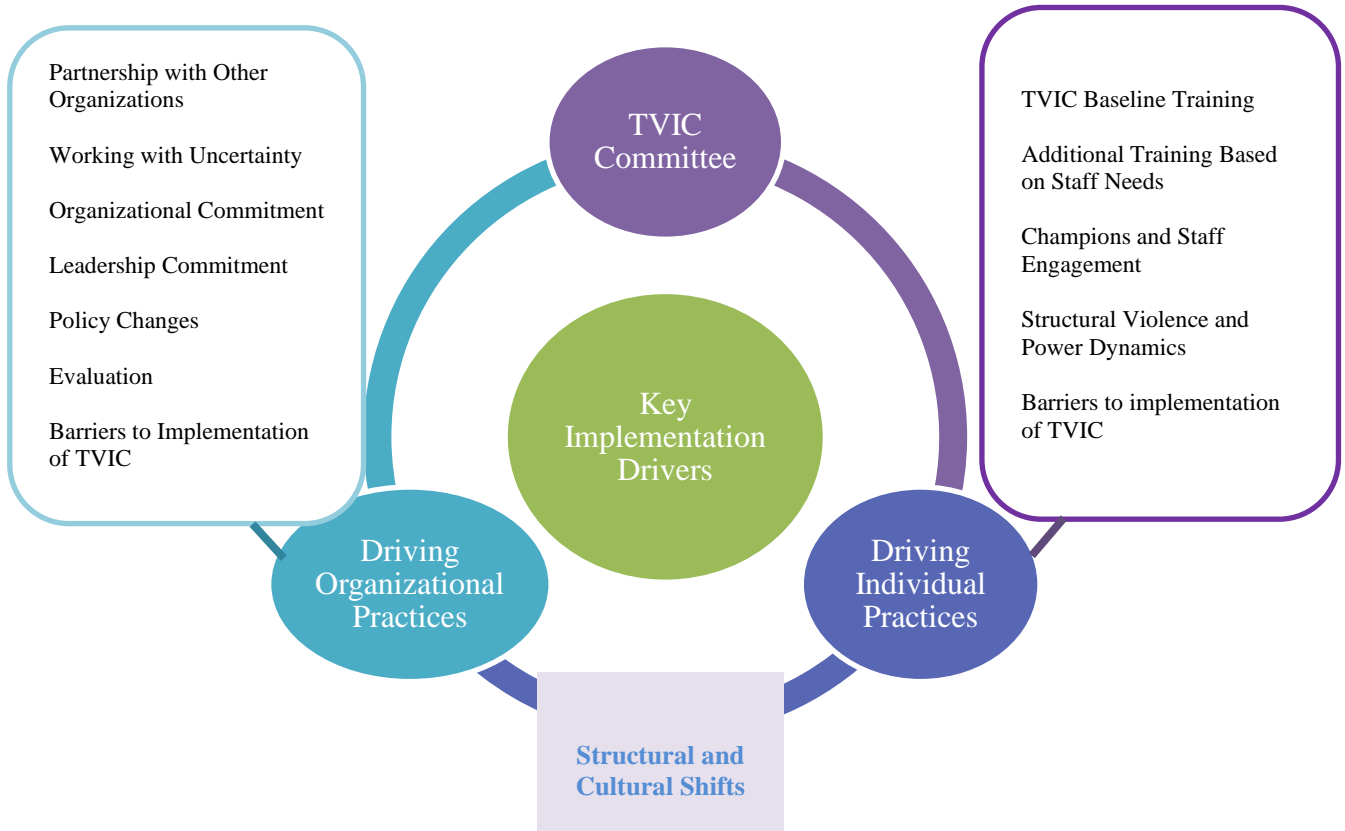 Partnership with Other
Organizations
Working with Uncertainty
Organizational Commitment
Leadership Commitment
Policy Changes
Evaluation
Barriers to Implementation
of TVIC
TVIC
Committee
TVIC Baseline Training
Additional Training Based
on Staff Needs
Champions and Staff
Engagement
Structural Violence and
Power Dynamics
Barriers to implementation
of TVIC
Key
Implementation
Drivers
Driving
Organizational
Practices
Driving
Individual
Practices
Structural and
Cultural Shifts